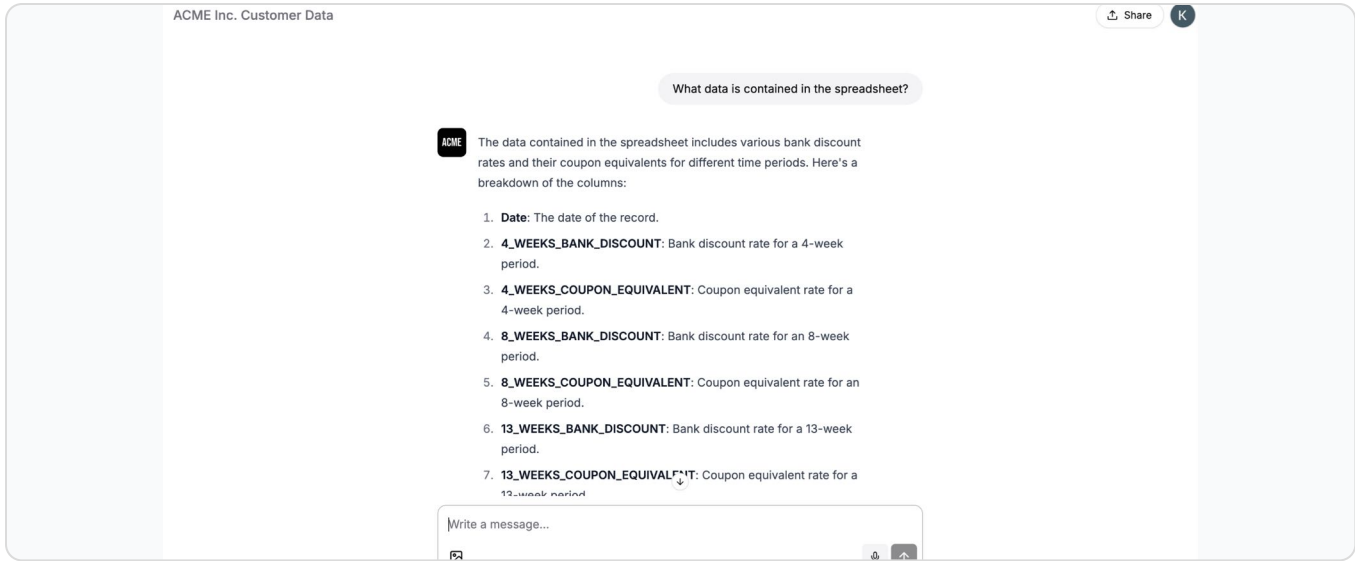 ACME Inc. Customer Data
Share
K
What data is contained in the spreadsheet?
ACME
The data contained in the spreadsheet includes various bank discount
rates and their coupon equivalents for different time periods. Here's a
breakdown of the columns:
1. Date: The date of the record.
2. 4_WEEKS_BANK_DISCOUNT: Bank discount rate for a 4-week
period.
3. 4_WEEKS_COUPON_EQUIVALENT: Coupon equivalent rate for a
4-week period.
4. 8_WEEKS_BANK_DISCOUNT: Bank discount rate for an 8-week
period.
5. 8_WEEKS_COUPON_EQUIVALENT: Coupon equivalent rate for an
8-week period.
6. 13_WEEKS_BANK_DISCOUNT: Bank discount rate for a 13-week
period.
7. 13_WEEKS_COUPON_EQUIVALENT: Coupon equivalent rate for a
13-week period
Write a message...